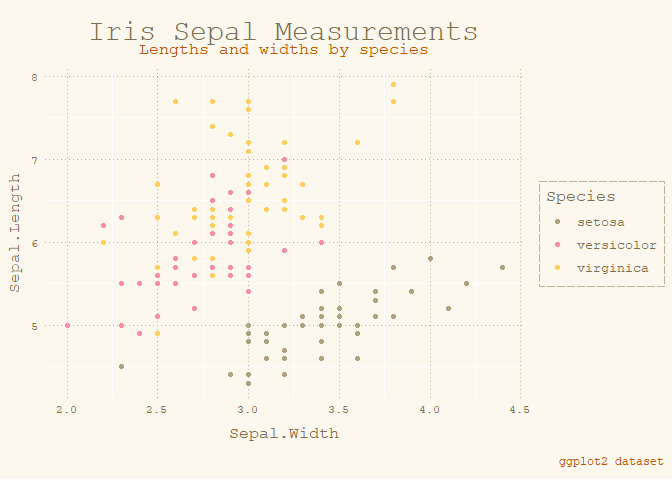 Iris Sepal Measurements
Lengths and widths by species
8
7
6
5
Sepal.Length
2.0 2.5 3.0 3.5 4.0 4.5
Sepal.Width
Species
setosa
versicolor
virginica
ggplot2 dataset